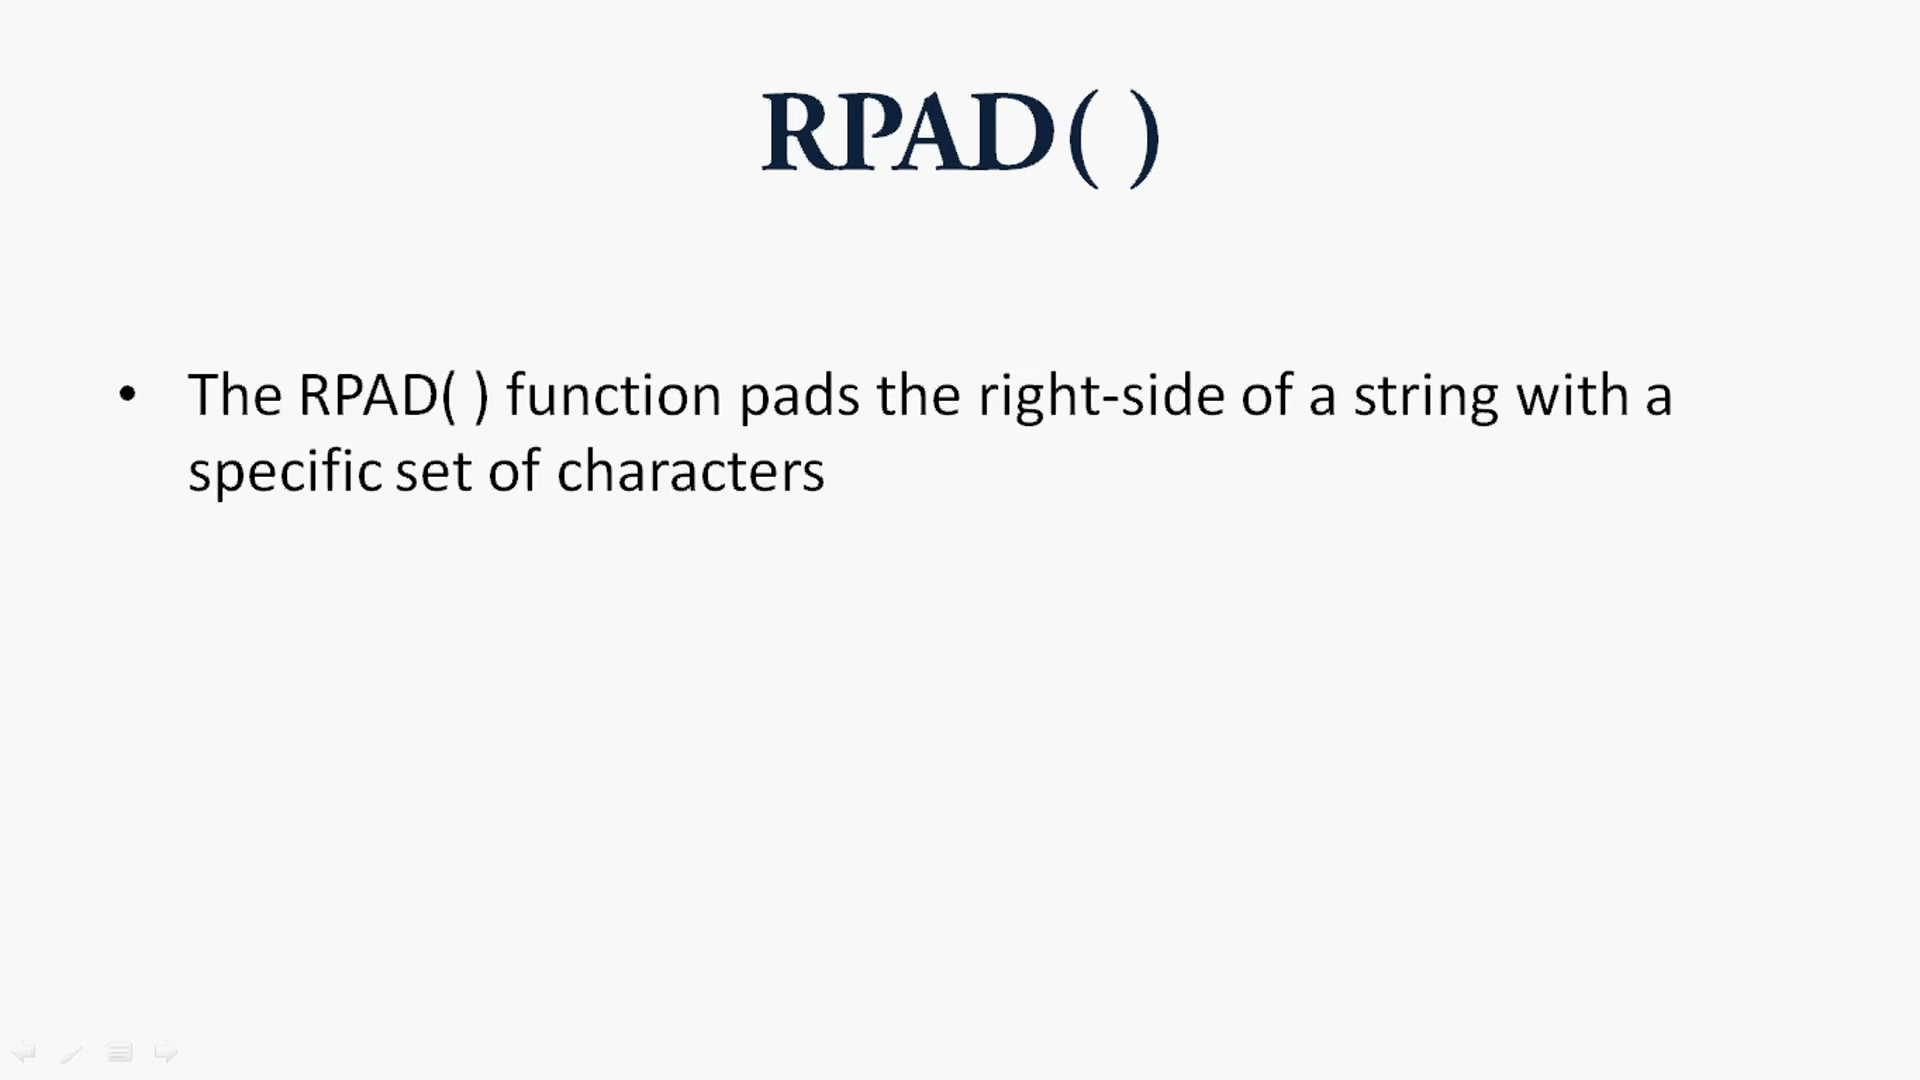 RPAD( )
• The RPAD( ) function pads the right-side of a string with a
specific set of characters